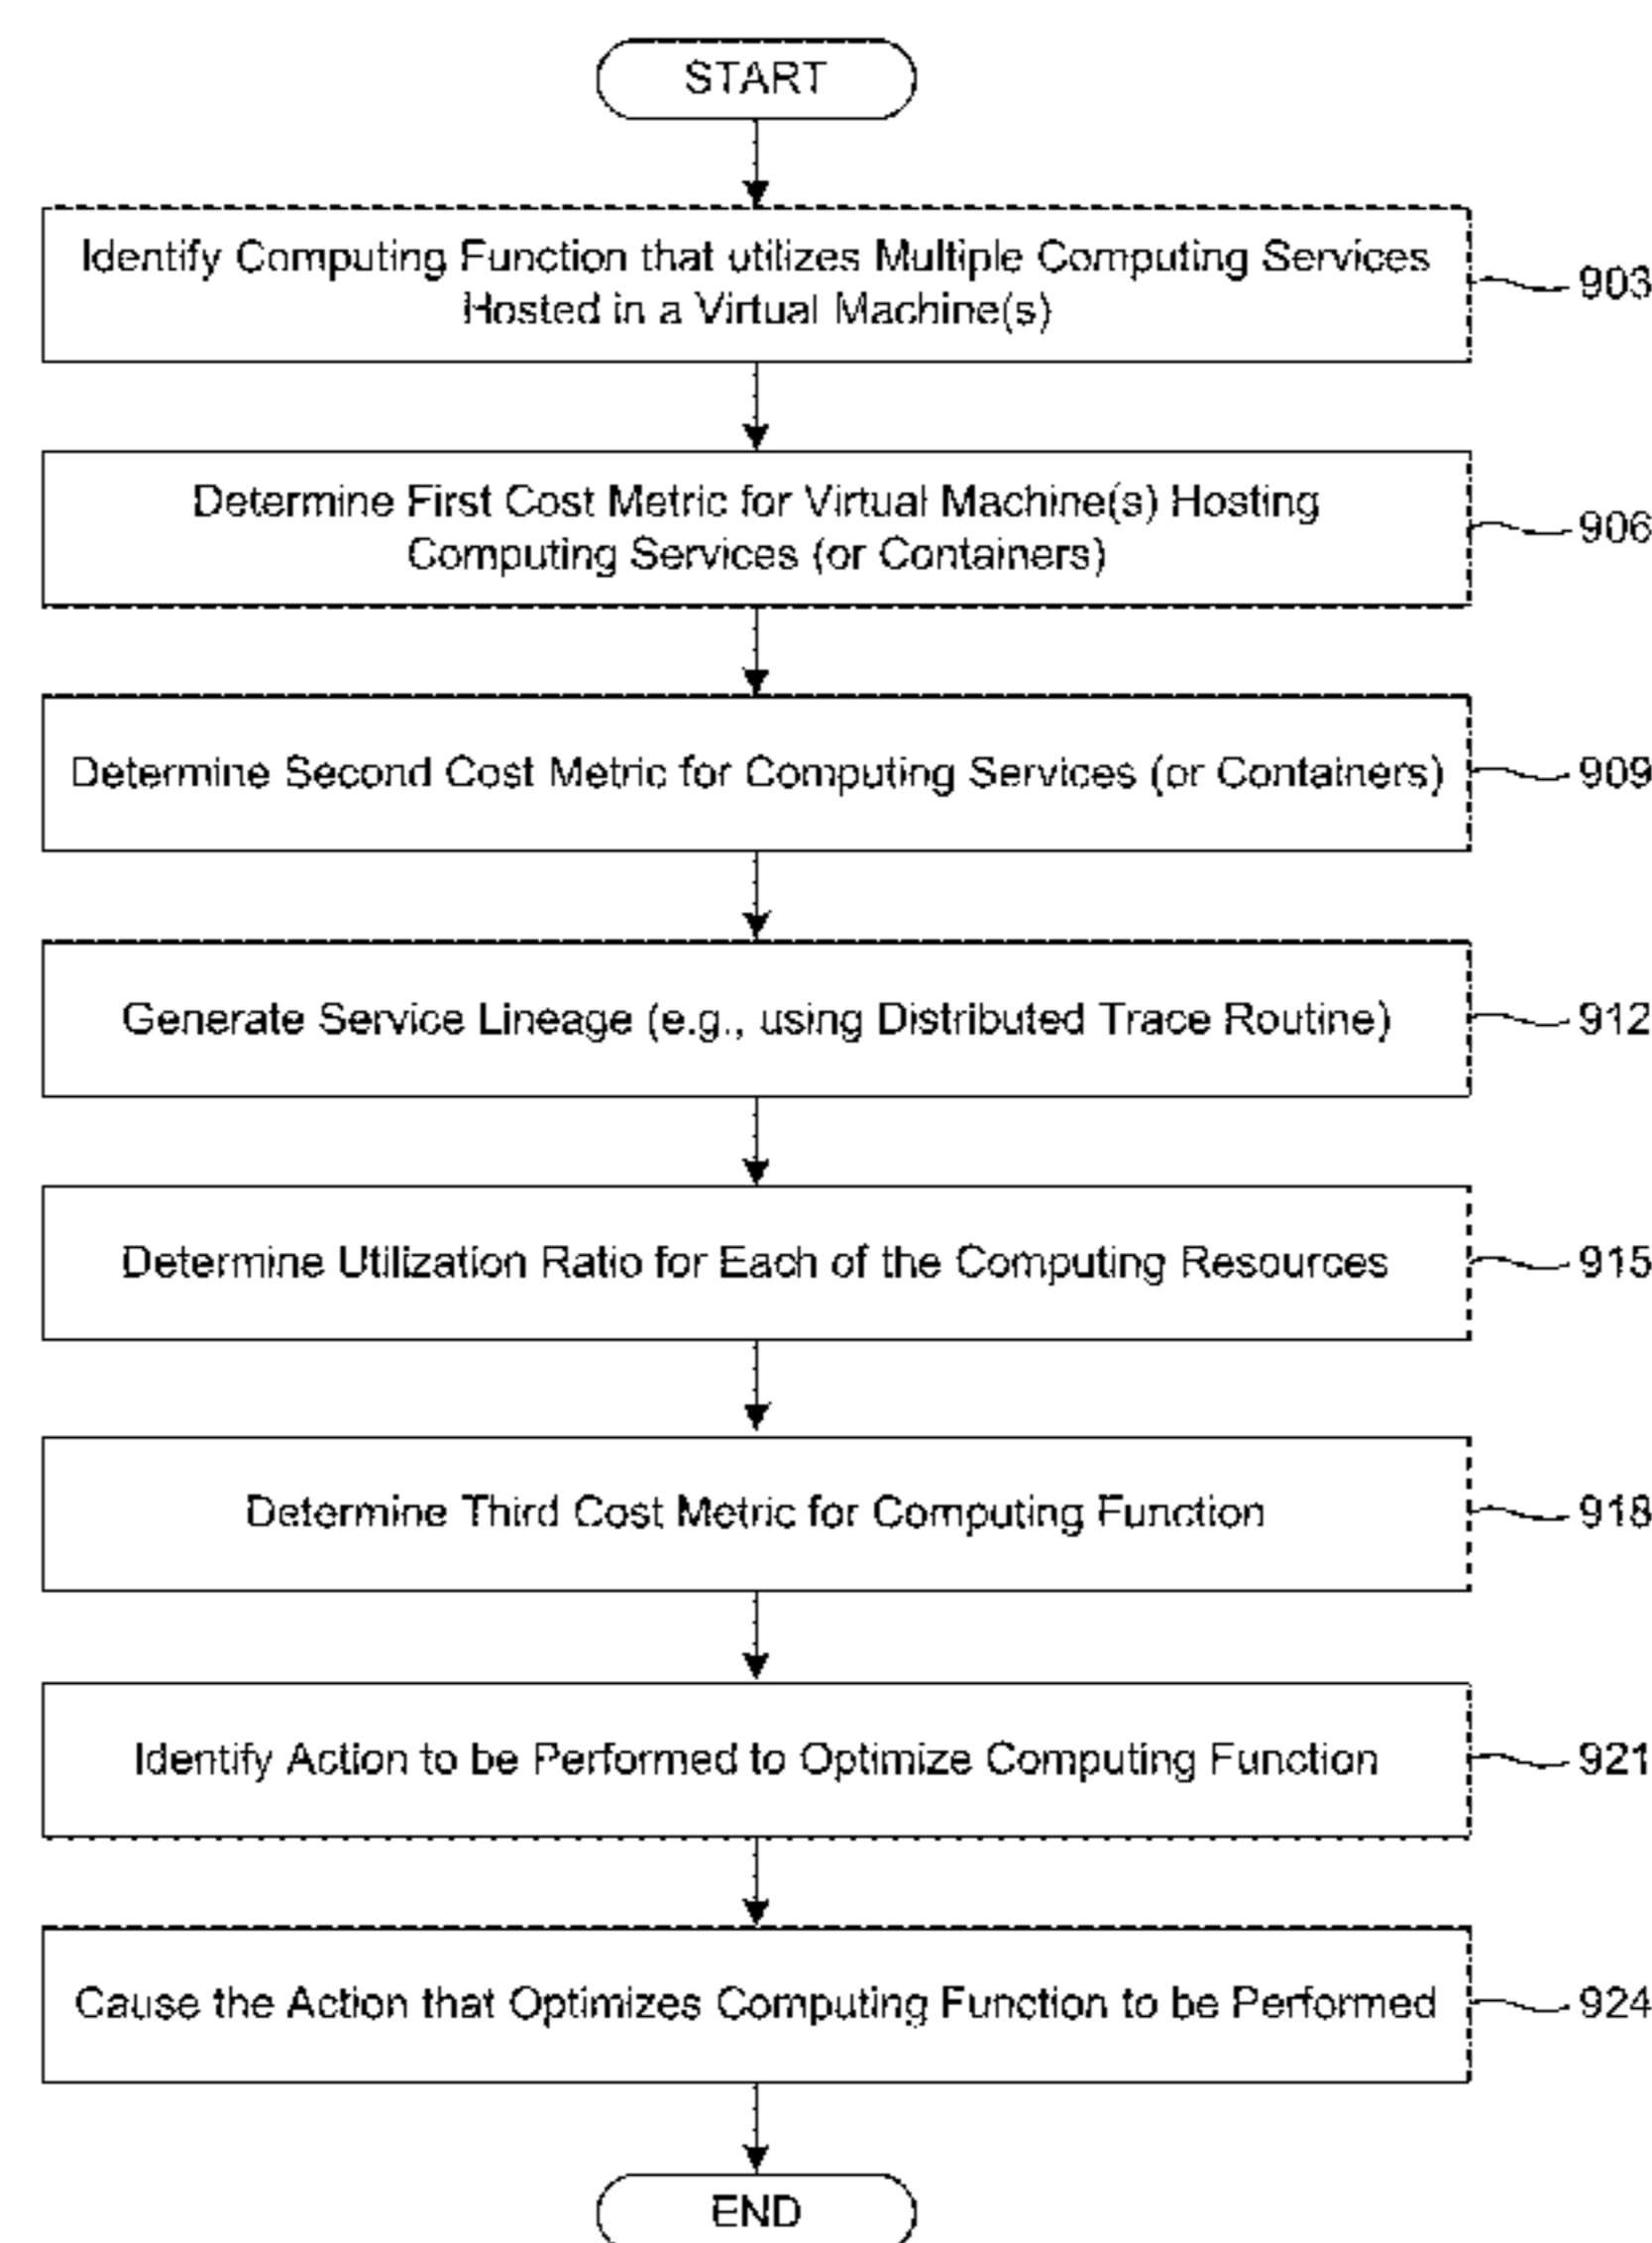 START
Identify Computing Function that utilizes Multiple Computing Services
Hosted in a Virtual Machine(s)
903
Determine First Cost Metric for Virtual Machine(s) Hosting
Computing Services (or Containers)
906
Determine Second Cost Metric for Computing Services (or Containers)
909
Generate Service Lineage (e.g., using Distributed Trace Routine)
912
Determine Utilization Ratio for Each of the Computing Resources
915
Determine Third Cost Metric for Computing Function
918
Identify Action to be Performed to Optimize Computing Function
921
Cause the Action that Optimizes Computing Function to be Performed
924
END